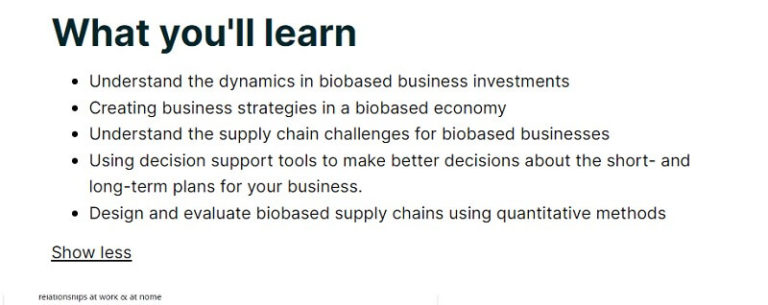 What you'll learn
• Understand the dynamics in biobased business investments
• Creating business strategies in a biobased economy
• Understand the supply chain challenges for biobased businesses
• Using decision support tools to make better decisions about the short- and
long-term plans for your business.
• Design and evaluate biobased supply chains using quantitative methods
Show less
relationships at work & at home